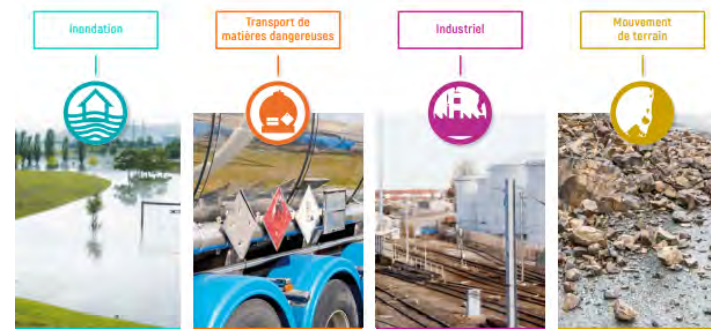 Inondation
Transport de
matières dangereuses
Industriel
Mouvement
de terrain